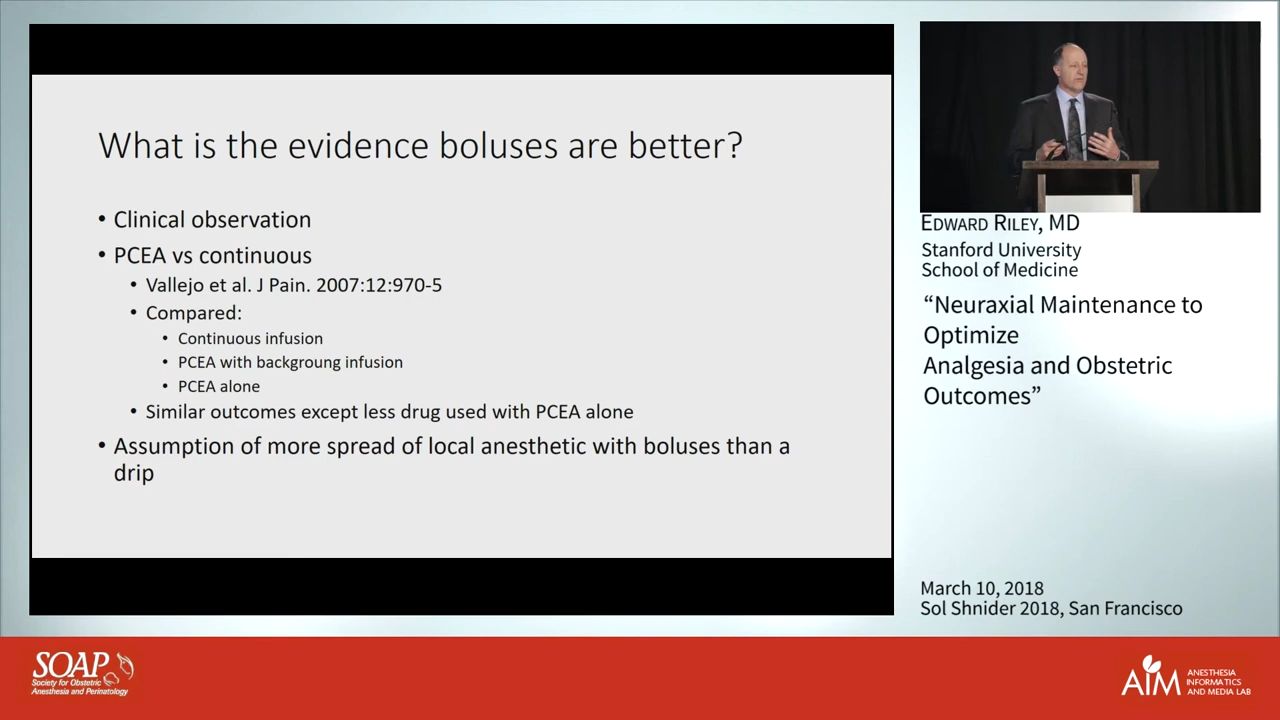 What is the evidence boluses are better?
• Clinical observation
• PCEA vs continuous
• Vallejo et al. J Pain. 2007:12:970-5
• Compared:
• Continuous infusion
• PCEA with backgroung infusion
• PCEA alone
• Similar outcomes except less drug used with PCEA alone
• Assumption of more spread of local anesthetic with boluses than a
drip
EDWARD RILEY, MD
Stanford University
School of Medicine
“Neuraxial Maintenance to
Optimize
Analgesia and Obstetric
Outcomes”
March 10, 2018
Sol Shnider 2018, San Francisco
SOAP
Society for Obstetric
Anesthesia and Perinatology
AIM
ANESTHESIA
INFORMATICS
AND MEDIA LAB